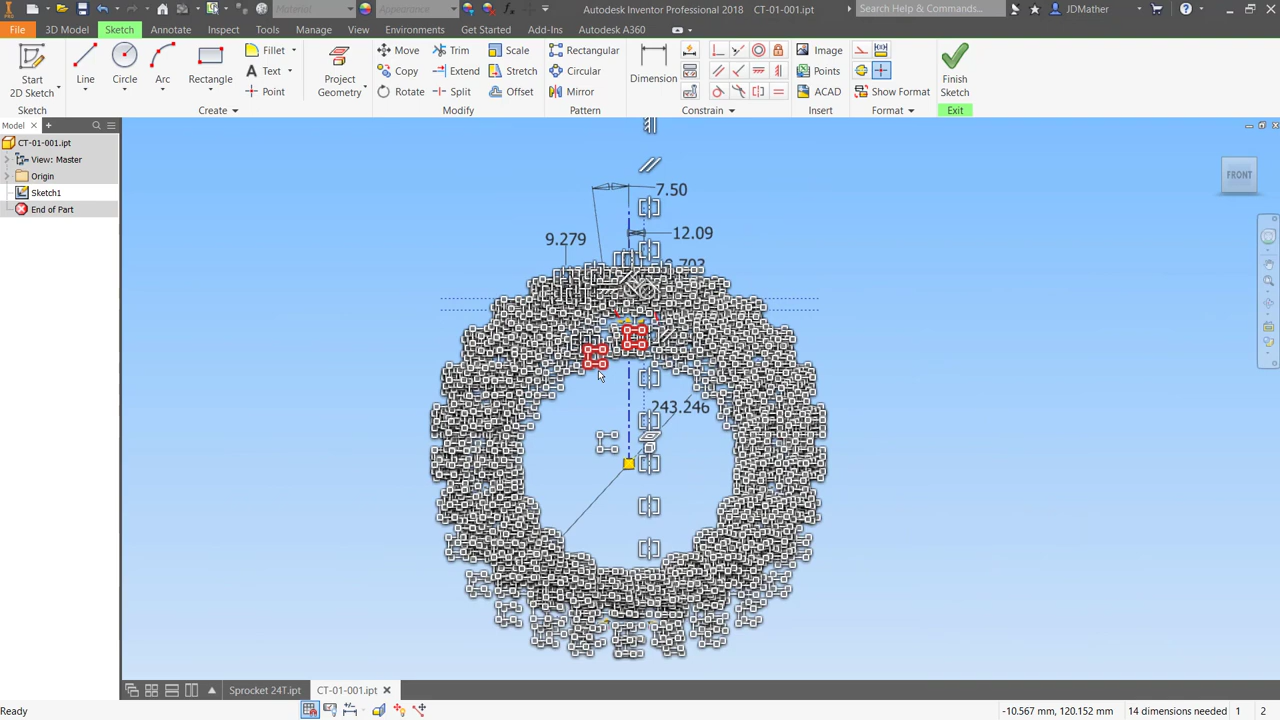 PRO
Material
Appearance
Autodesk Inventor Professional 2018 CT-01-001.ipt
Search Help & Commands...
JDMather
File 3D Model Sketch Annotate Inspect Tools Manage View Environments Get Started Add-Ins Autodesk A360
Start
2D Sketch
Line
Circle
Arc
Rectangle
Fillet
Text
Point
Project
Geometry
Move
Copy
Rotate
Trim
Extend
Split
Scale
Stretch
Offset
Rectangular
Circular
Mirror
Dimension
Image
Points
ACAD
Show Format
Finish
Sketch
Sketch Create Modify Pattern Constrain Insert Format Exit
Model
CT-01-001.ipt
View: Master
Origin
Sketch1
End of Part
FRONT
7.50
12.09
9.279
243.246
Sprocket 24T.ipt CT-01-001.ipt
Ready
-10.567 mm, 120.152 mm 14 dimensions needed 1 2